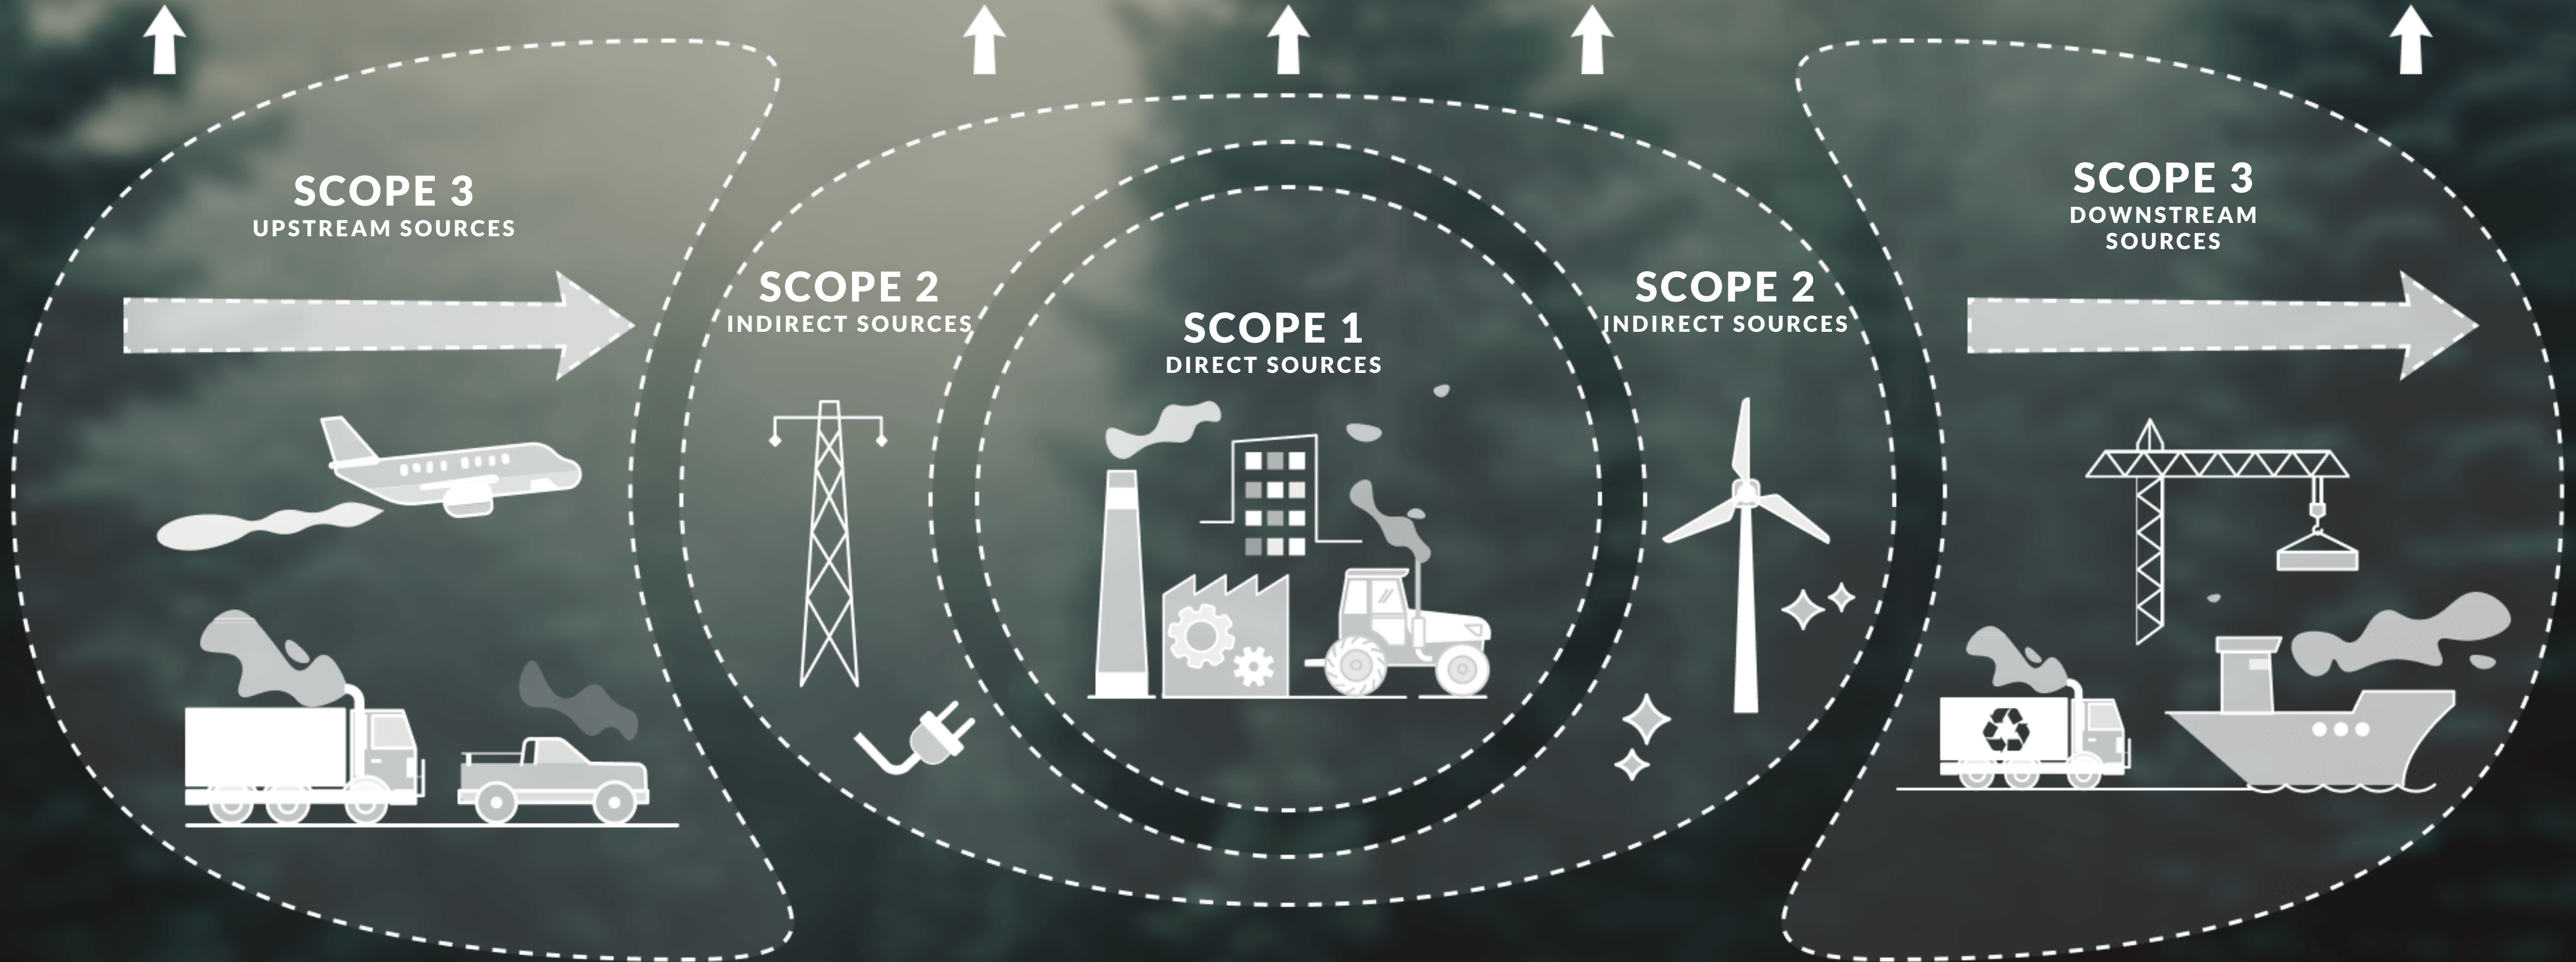 SCOPE 3
UPSTREAM SOURCES
SCOPE 2
INDIRECT SOURCES
SCOPE 1
DIRECT SOURCES
SCOPE 2
INDIRECT SOURCES
SCOPE 3
DOWNSTREAM
SOURCES